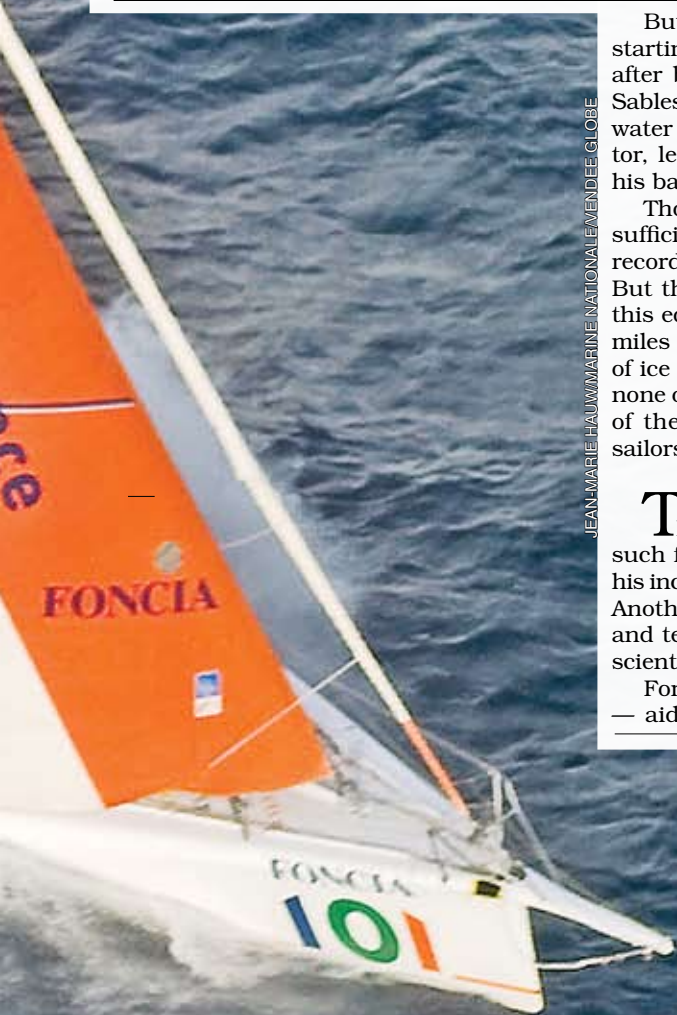 But
startin
after b
Sables
water
tor, le
his ba
Tho
suffici
record
But th
this ed
miles
of ice
none o
of the
sailors
T
such f
his inc
Anoth
and te
scient
For
— aid
JEAN-MARIE HAUW/MARINE NATIONALE/VENDEE GLOBE
FONCIA
FONCIA
101